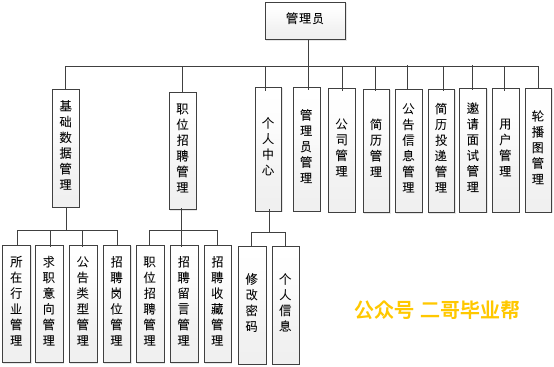 管理员
基础数据管理
职位招聘管理
个人中心
管理员管理
公司管理
简历管理
公告信息管理
简历投递管理
邀请面试管理
用户管理
轮播图管理
所在行业管理
求职意向管理
公告类型管理
招聘岗位管理
职位招聘管理
招聘留言管理
招聘收藏管理
修改密码
个人信息
公众号 二哥毕业帮